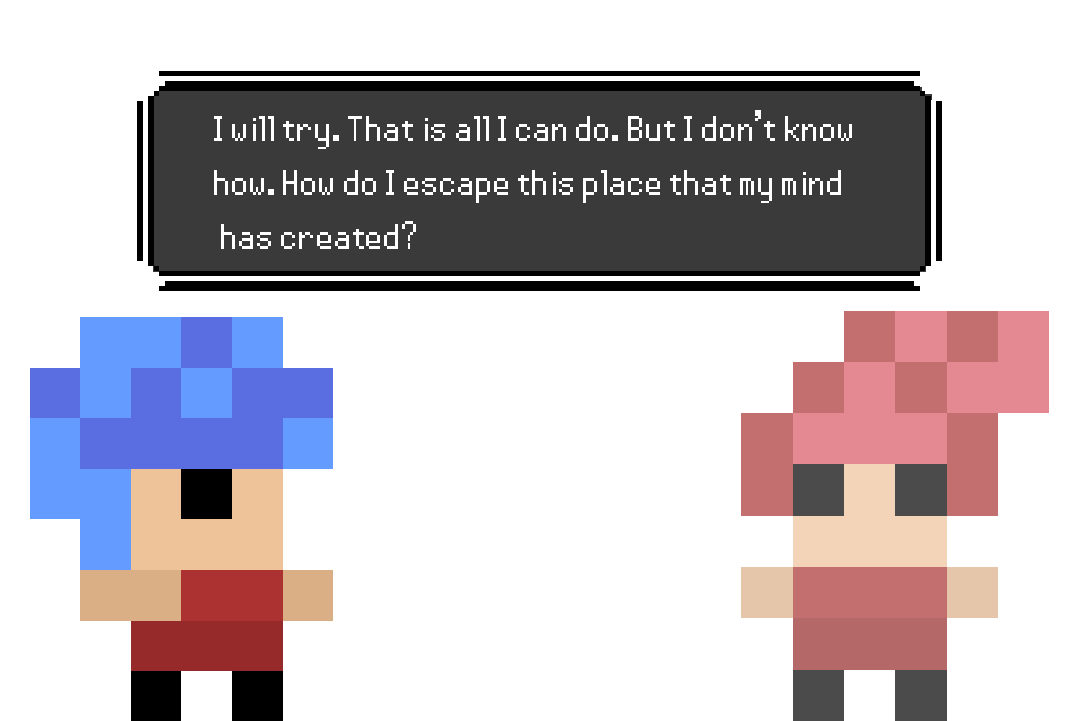 I will try. That is all I can do. But I don't know
how. How do I escape this place that my mind
has created?